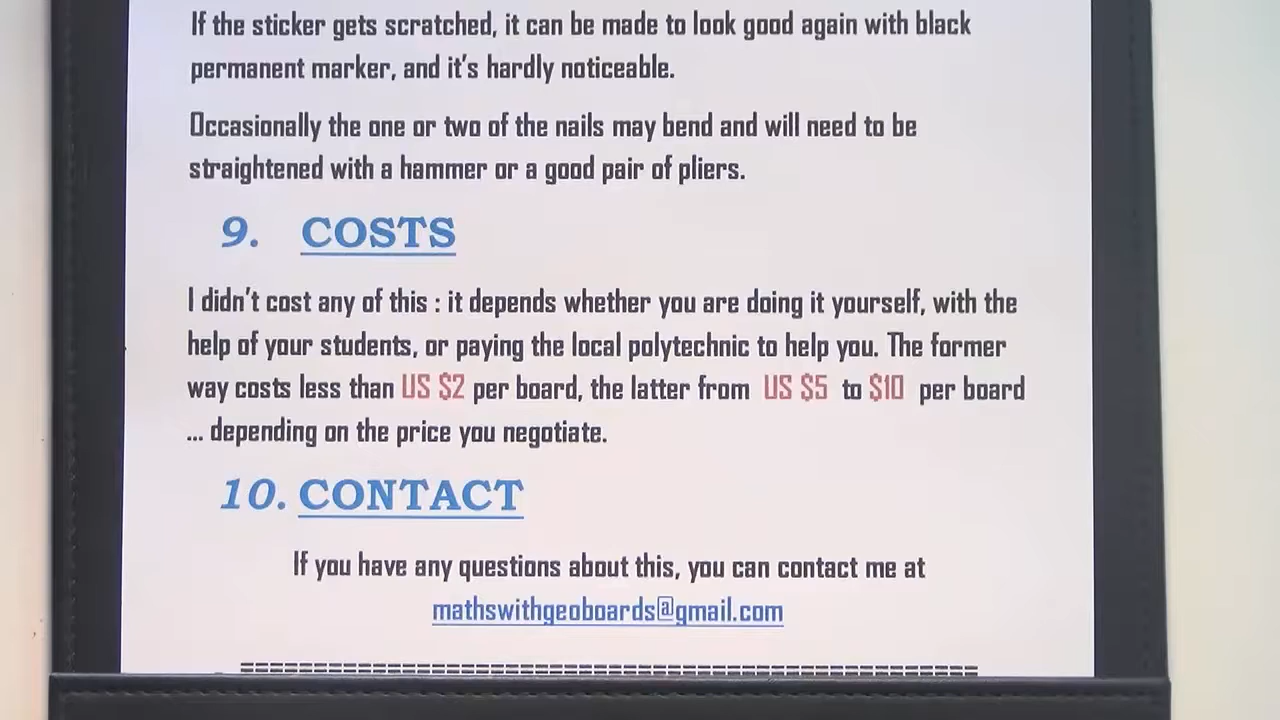 If the sticker gets scratched, it can be made to look good again with black
permanent marker, and it's hardly noticeable.
Occasionally the one or two of the nails may bend and will need to be
straightened with a hammer or a good pair of pliers.
9. COSTS
I didn't cost any of this : it depends whether you are doing it yourself, with the
help of your students, or paying the local polytechnic to help you. The former
way costs less than US $2 per board, the latter from US $5 to $10 per board
... depending on the price you negotiate.
10. CONTACT
If you have any questions about this, you can contact me at
mathswithgeoboards@gmail.com